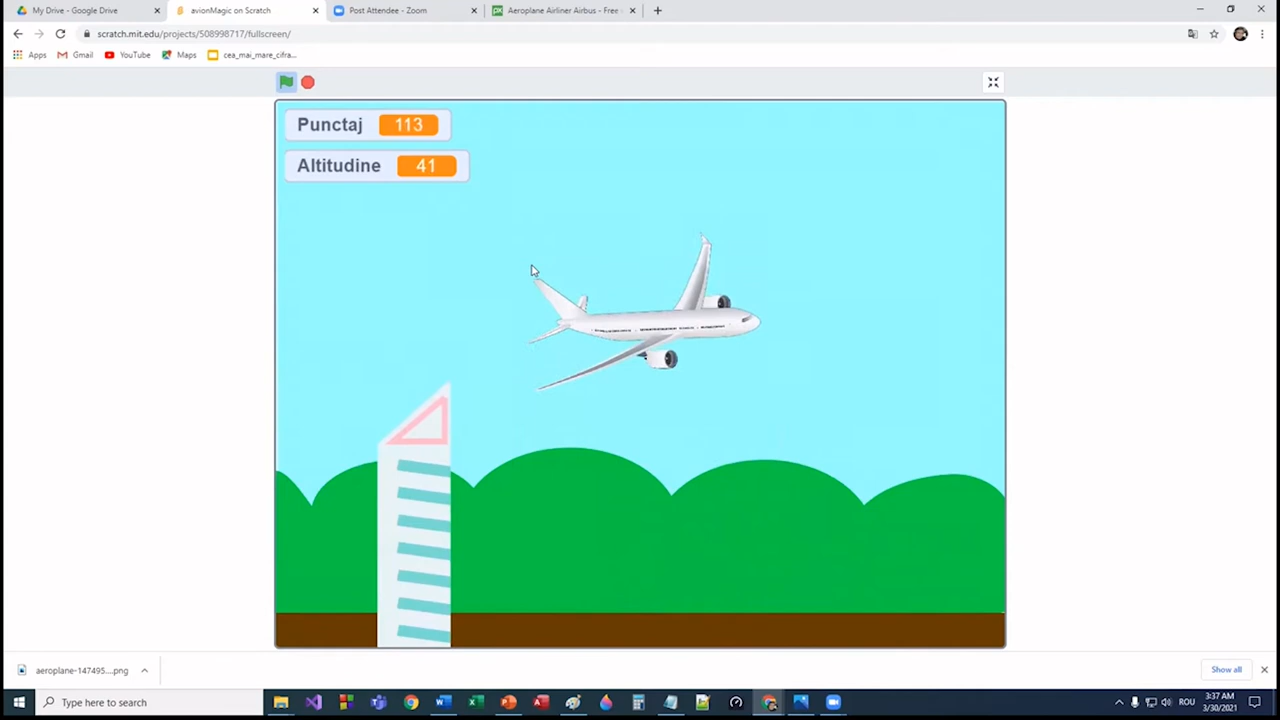 My Drive - Google Drive
avionMagic on Scratch
Post Attendee - Zoom
Aeroplane Airliner Airbus - Free -
scratch.mit.edu/projects/508998717/fullscreen/
Apps
Gmail
YouTube
Maps
cea_mai_mare_cifra...
Punctaj 113
Altitudine 41
aeroplane-147495....png
Show all
Type here to search
ROU
3:37 AM
3/30/2021